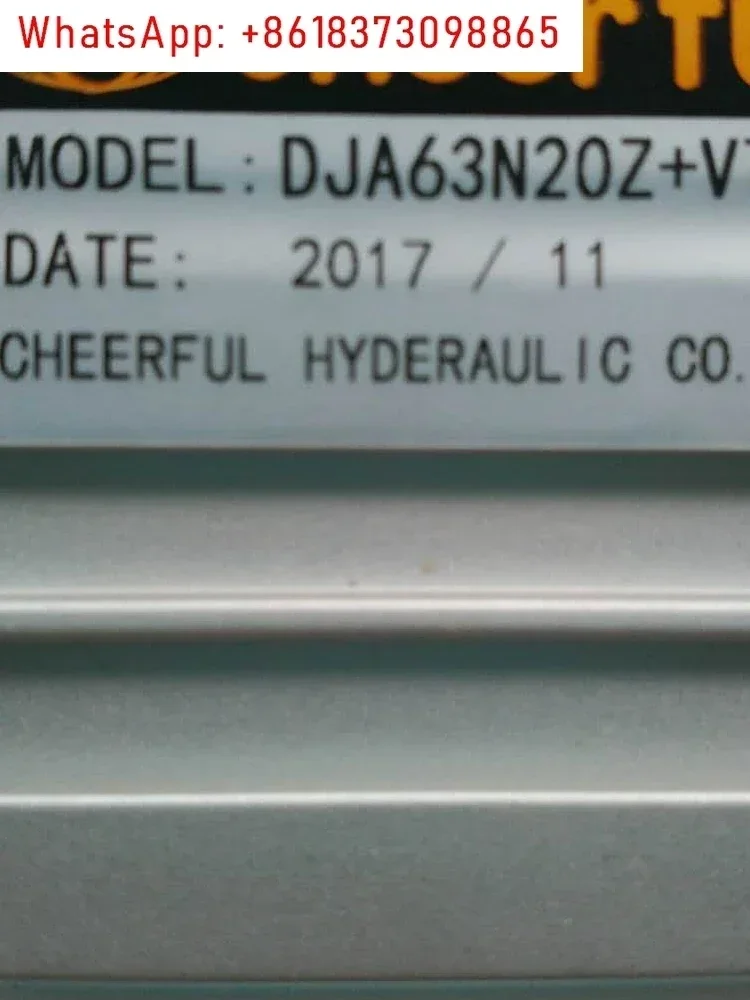 WhatsApp: +8618373098865
MODEL: DJA63N20Z+V
DATE: 2017 / 11
CHEERFUL HYDERAULIC CO.